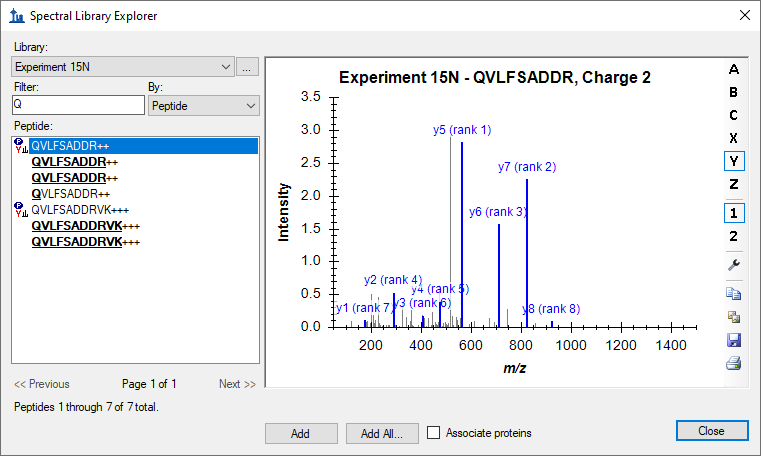 Spectral Library Explorer
Library:
Experiment 15N
...
Filter:
By:
Q
Peptide
Peptide:
QVLFSADDR++
QVLFSADDR++
QVLFSADDR++
QVLFSADDR++
QVLFSADDRVK+++
QVLFSADDRVK+++
QVLFSADDRVK+++
<< Previous
Page 1 of 1
Next >>
Peptides 1 through 7 of 7 total.
Experiment 15N - QVLFSADDR, Charge 2
Intensity
3.5
3.0
2.5
2.0
1.5
1.0
0.5
0.0
y5 (rank 1)
y7 (rank 2)
y6 (rank 3)
y2 (rank 4)
y4 (rank 5)
y3 (rank 6)
y1 (rank 7)
y8 (rank 8)
200 400 600 800 1000 1200 1400
m/z
A
B
C
X
Y
Z
1
2
Add
Add All...
Associate proteins
Close